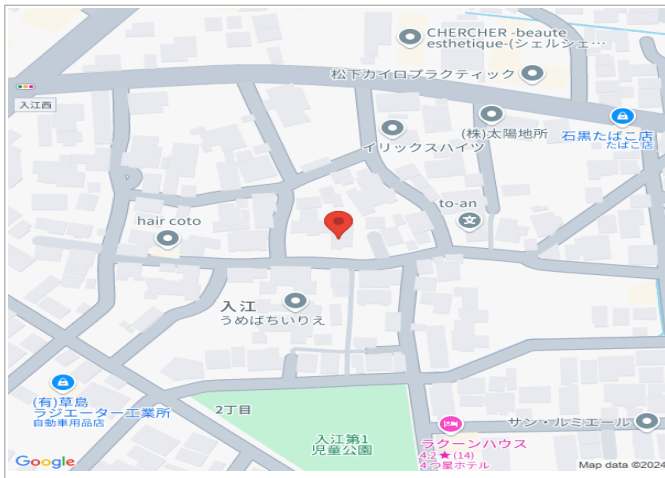 CHERCHER -beaute
esthetique-(シェルシェ…
松下カイロプラクティック
入江西
(株)太陽地所
石黒たばこ店
たばこ店
イリックスハイツ
to-an
hair coto
入江
うめばちいりえ
(有)草島
ラジエーター工業所
自動車用品店
2丁目
入江第1
児童公園
サン・ルミエール
ラクーンハウス
4.2★(14)
4つ星ホテル
Google
Map data ©2024